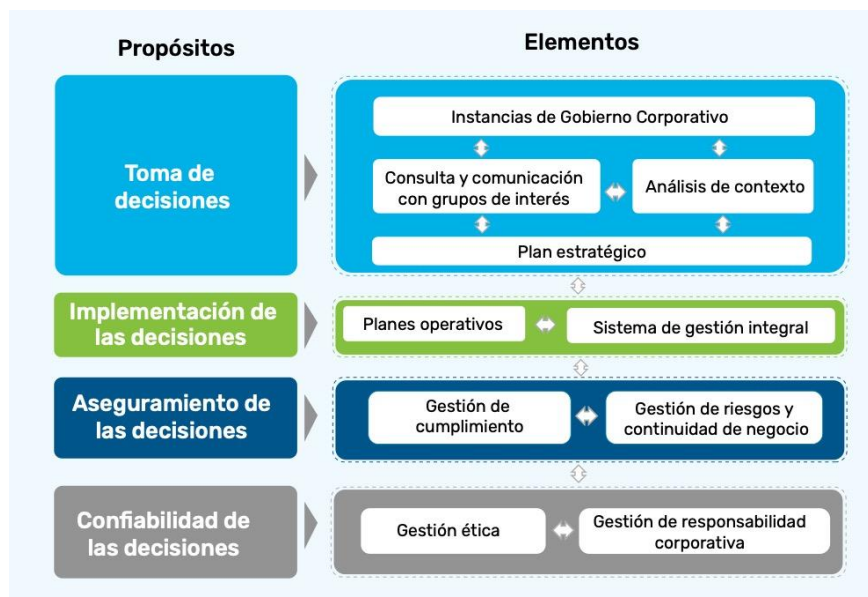 Propósitos
Elementos
Toma de
decisiones
Instancias de Gobierno Corporativo
Consulta y comunicación
con grupos de interés
Análisis de contexto
Plan estratégico
Implementación de
las decisiones
Planes operativos
Sistema de gestión integral
Aseguramiento de
las decisiones
Gestión de
cumplimiento
Gestión de riesgos y
continuidad de negocio
Confiabilidad de
las decisiones
Gestión ética
Gestión de responsabilidad
corporativa